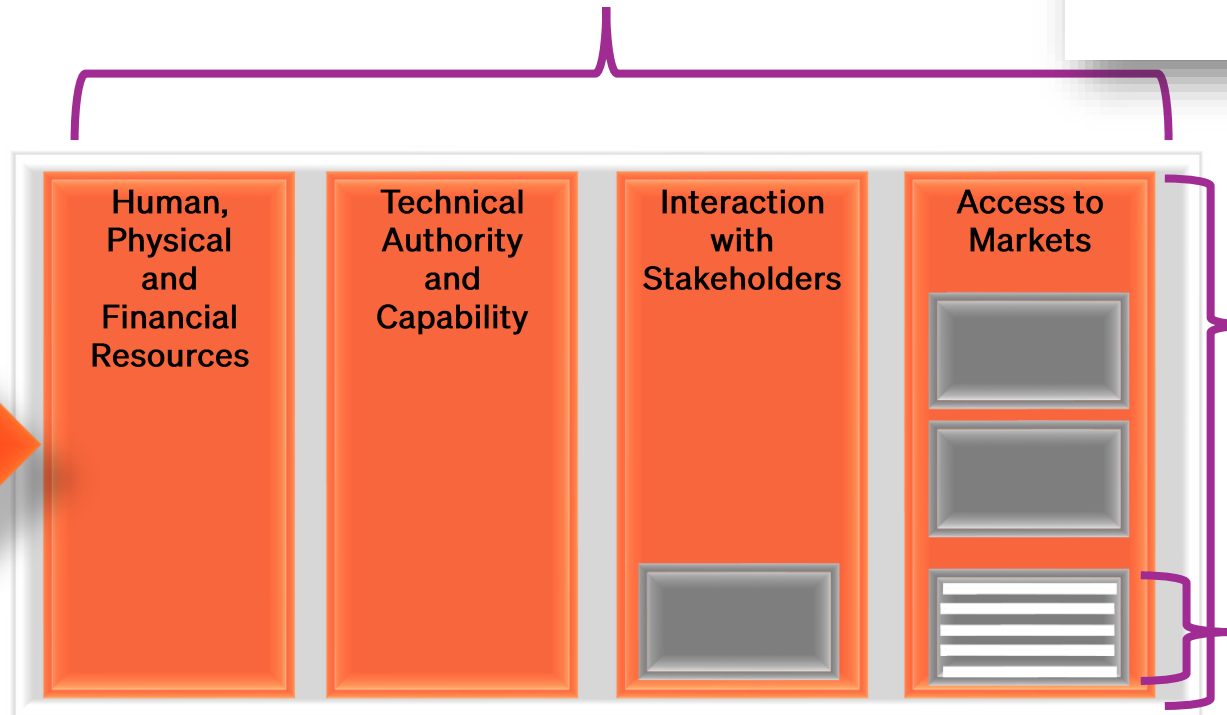 Human,
Physical
and
Financial
Resources
Technical
Authority
and
Capability
Interaction
with
Stakeholders
Access to
Markets